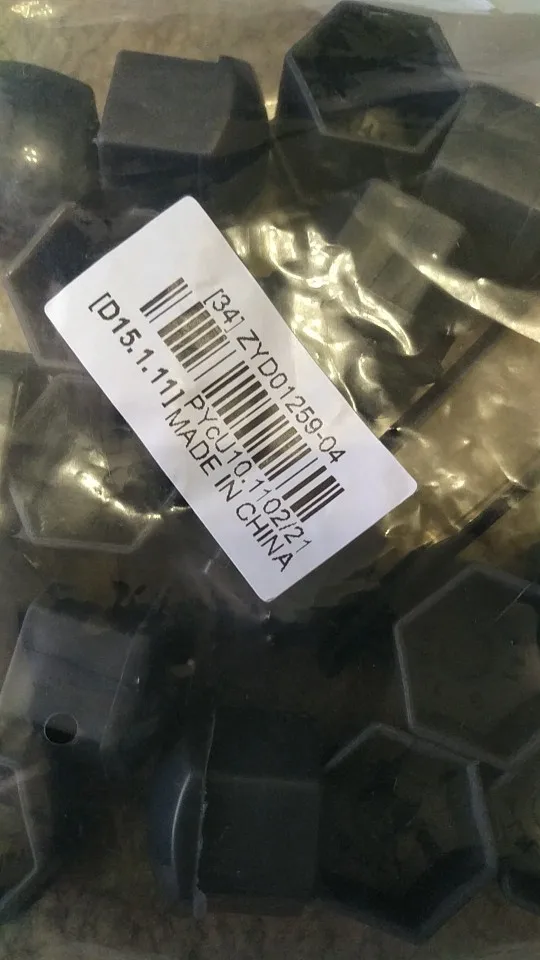 [34] ZYD01259-04
[D15.1.11] PYcU10.1102/21
MADE IN CHINA